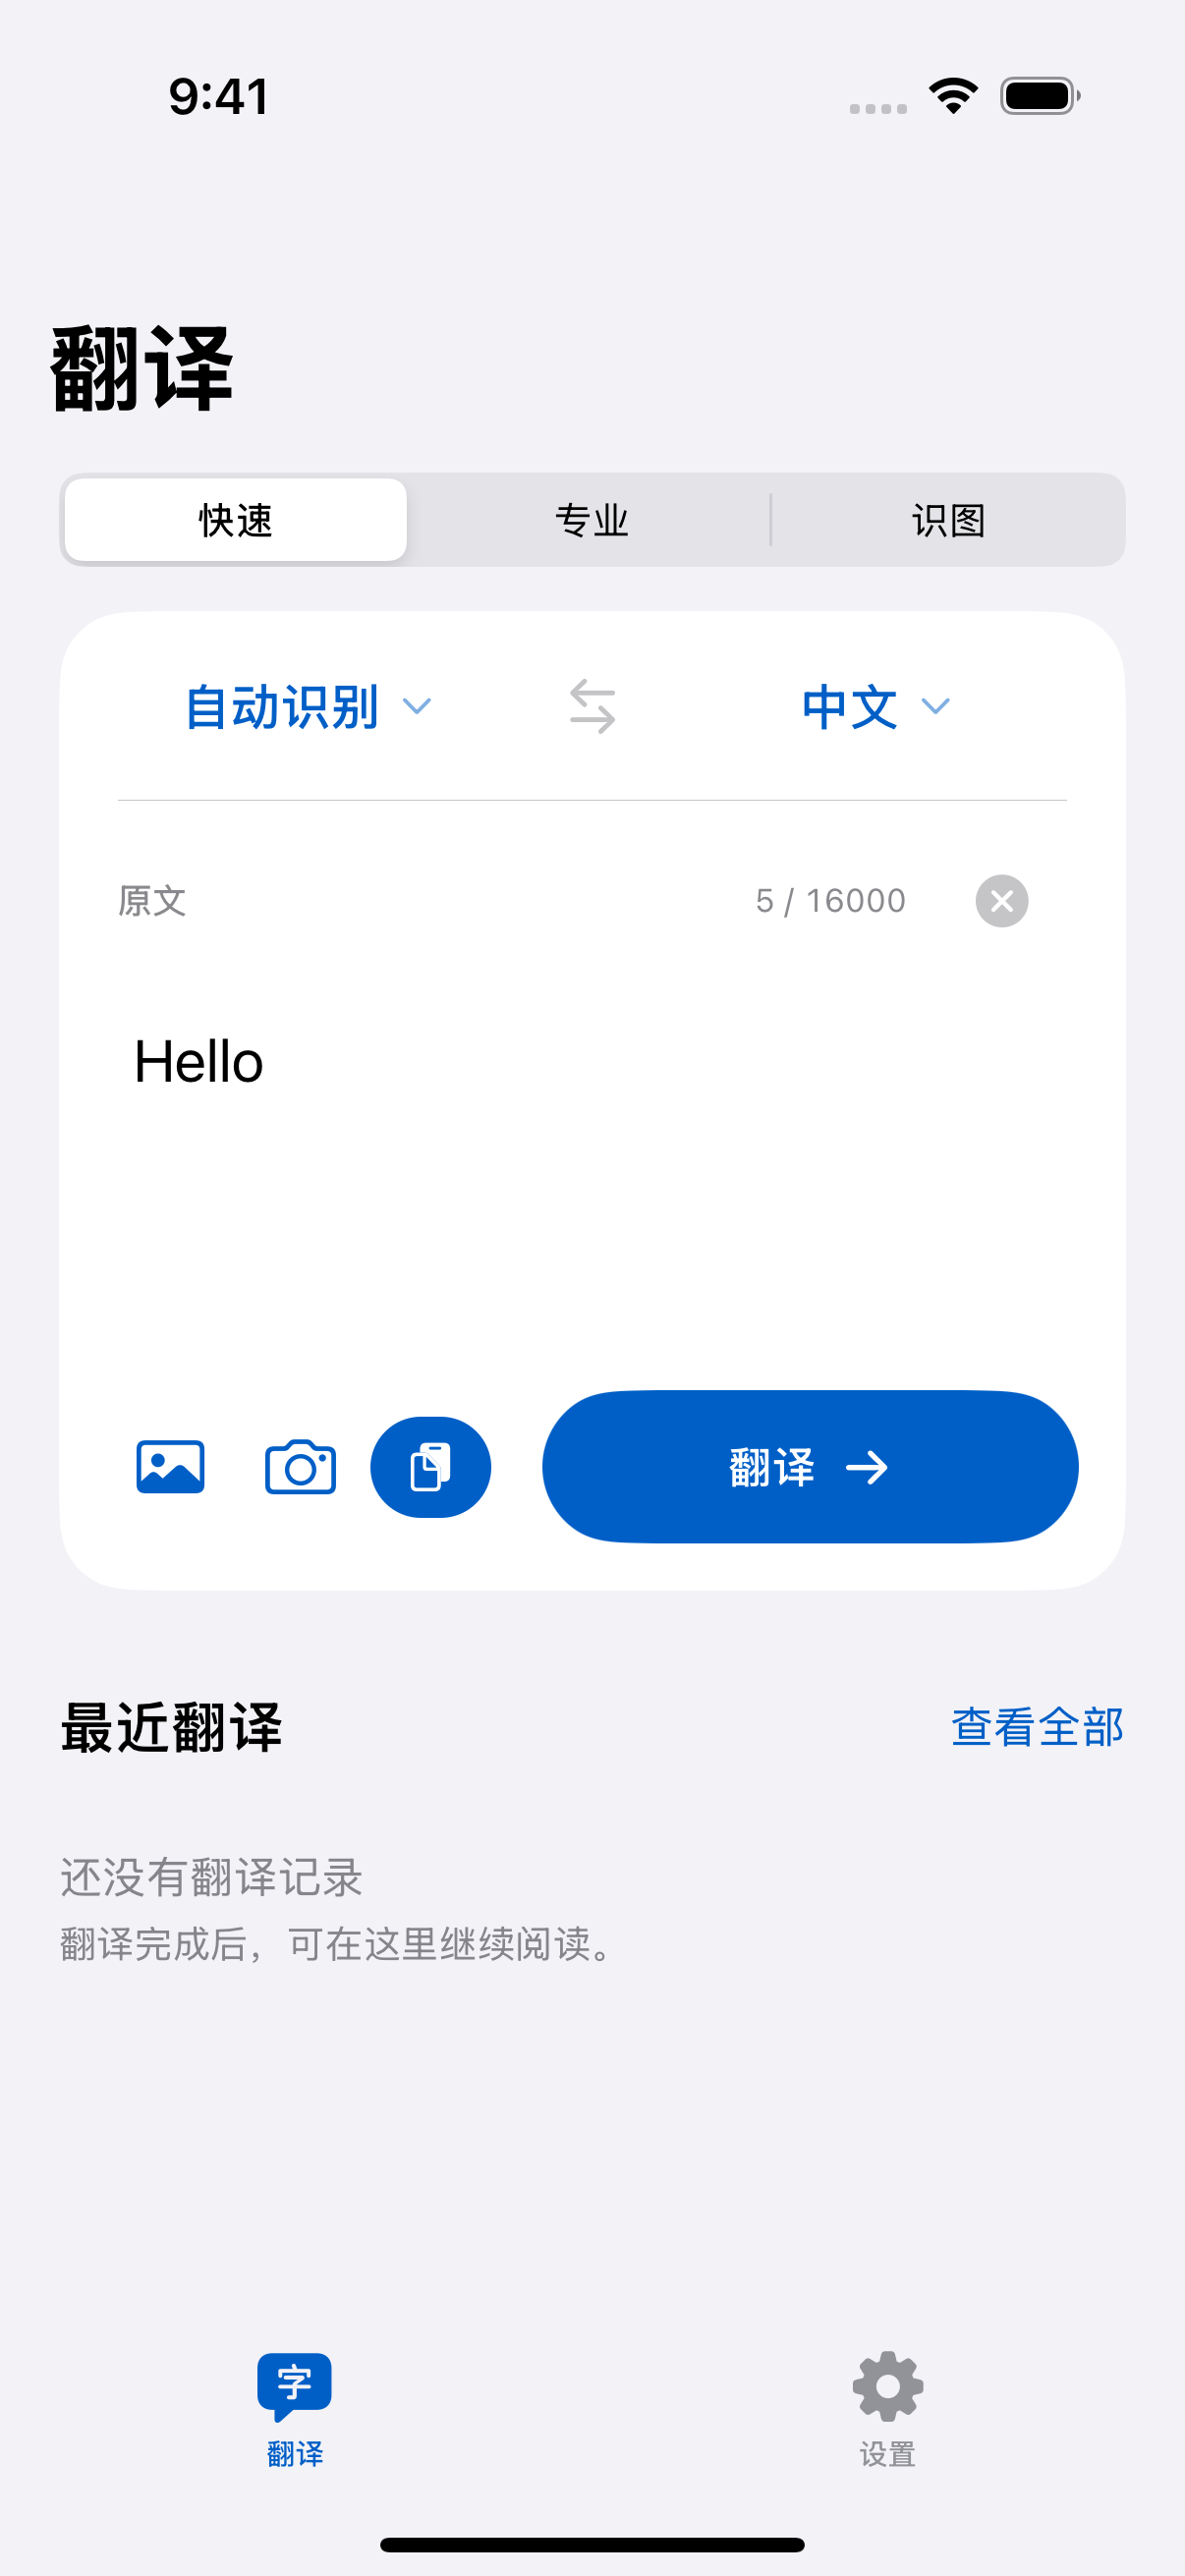 9:41
翻译
快速 专业 识图
自动识别 中文
原文 5 / 16000
Hello
翻译
最近翻译 查看全部
还没有翻译记录
翻译完成后，可在这里继续阅读。
字
翻译 设置